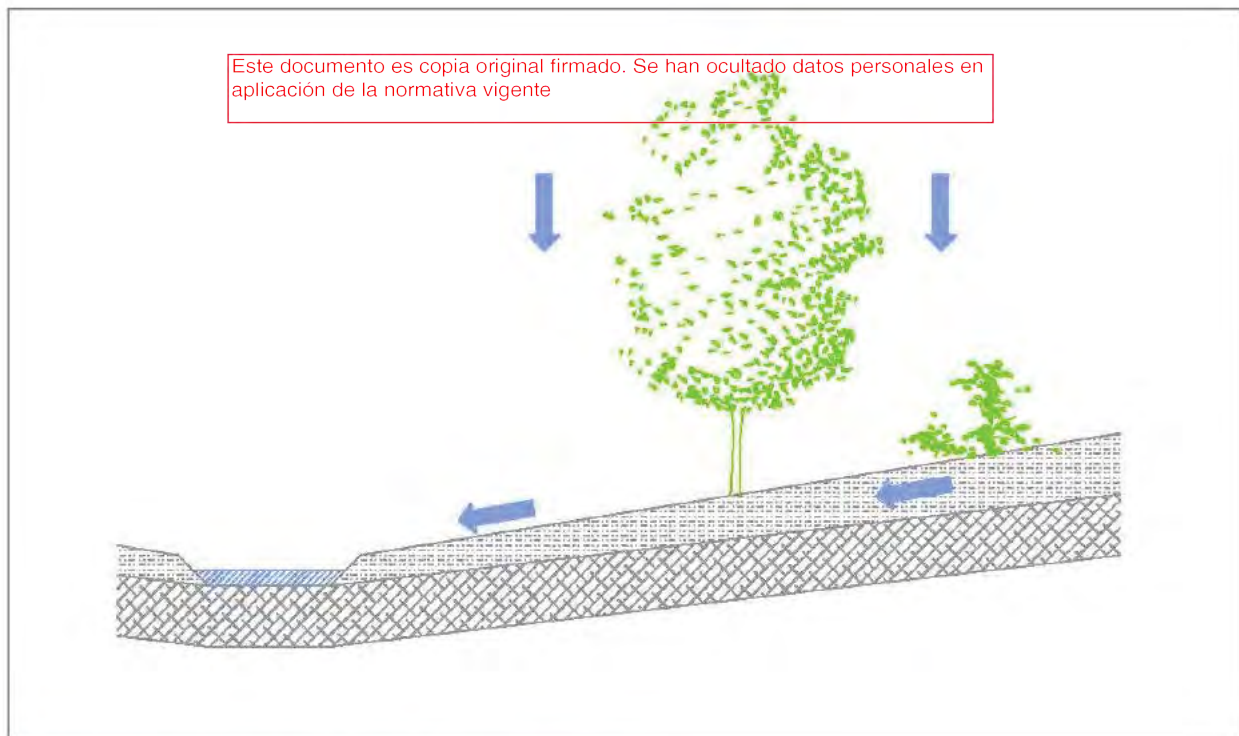 Este documento es copia original firmado. Se han ocultado datos personales en
aplicación de la normativa vigente